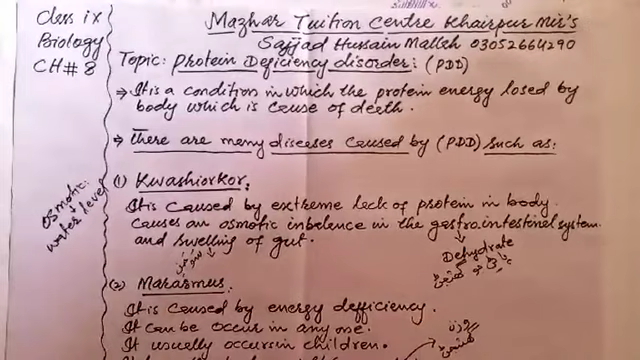 Class ix
Biology
CH # 8
Mazhar Tuition Centre Khairpur Mir's
Sajjad Hussain Mallah 03052664290
Topic: Protein Deficiency disorder: (PDD)
⇒ It is a condition in which the protein energy losed by
body which is cause of death.
⇒ There are many diseases caused by (PDD) such as:
Osmotic:
↓
water level
(1) Kwashiorkor:
It is caused by extreme lack of protein in body.
causes an osmotic inbelence in the gastrointestinel system
and swelling of gut.
Dehydrate
(2) Marasmus:
It is caused by energy defficiency.
It can be occur in any one.
It usually occurs in children.